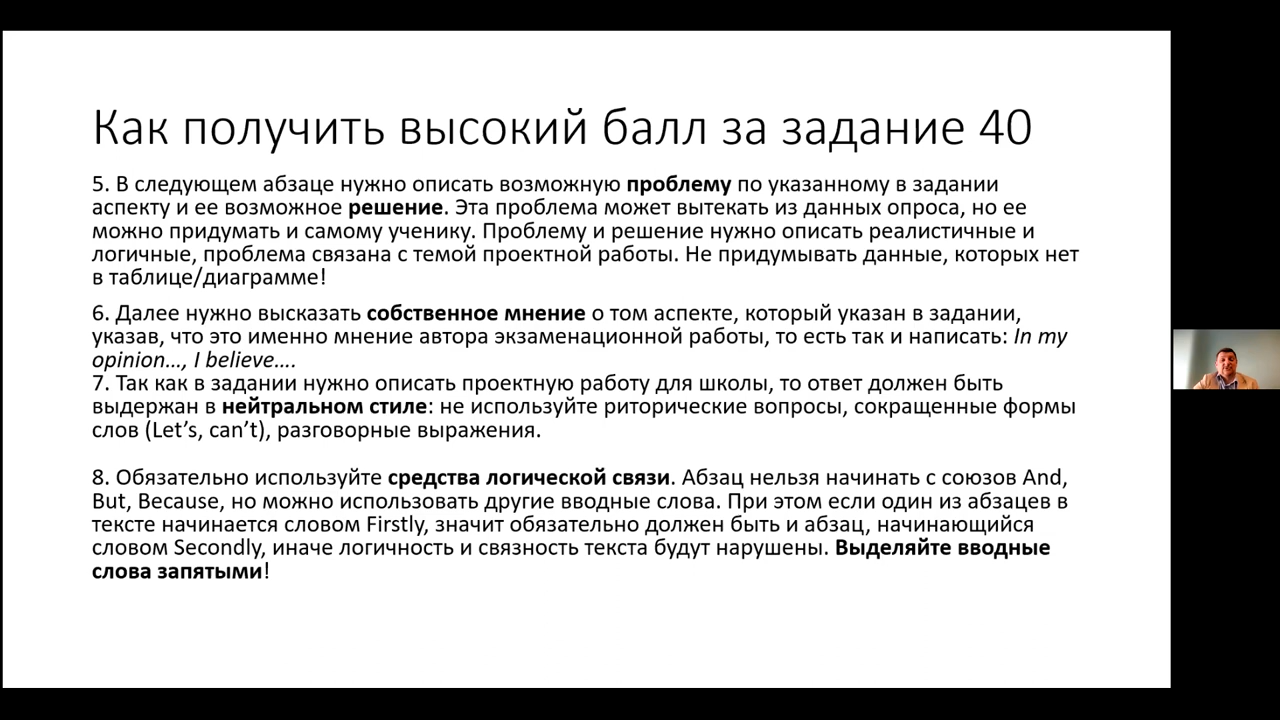 Как получить высокий балл за задание 40
5. В следующем абзаце нужно описать возможную проблему по указанному в задании
аспекту и ее возможное решение. Эта проблема может вытекать из данных опроса, но ее
можно придумать и самому ученику. Проблему и решение нужно описать реалистичные и
логичные, проблема связана с темой проектной работы. Не придумывать данные, которых нет
в таблице/диаграмме!
6. Далее нужно высказать собственное мнение о том аспекте, который указан в задании,
указав, что это именно мнение автора экзаменационной работы, то есть так и написать: In my
opinion…, I believe….
7. Так как в задании нужно описать проектную работу для школы, то ответ должен быть
выдержан в нейтральном стиле: не используйте риторические вопросы, сокращенные формы
слов (Let’s, can’t), разговорные выражения.
8. Обязательно используйте средства логической связи. Абзац нельзя начинать с союзов And,
But, Because, но можно использовать другие вводные слова. При этом если один из абзацев в
тексте начинается словом Firstly, значит обязательно должен быть и абзац, начинающийся
словом Secondly, иначе логичность и связность текста будут нарушены. Выделяйте вводные
слова запятыми!